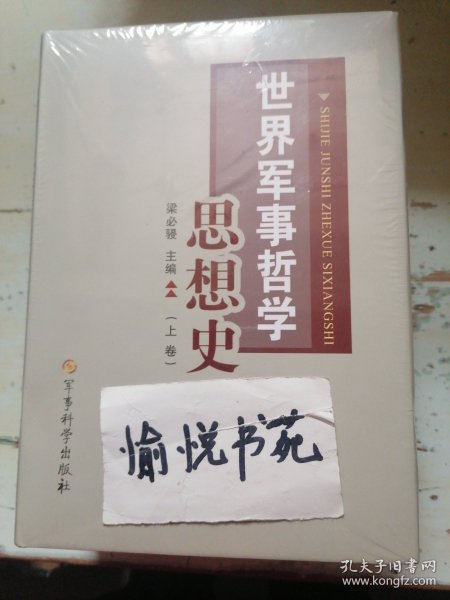 世界军事哲学
思想史
SHIJIE JUNSHI ZHEXUE SIXIANGSHI
梁必骎 主编
(上卷)
军事科学出版社
愉悦书苑
孔夫子旧书网
www.kongfz.com